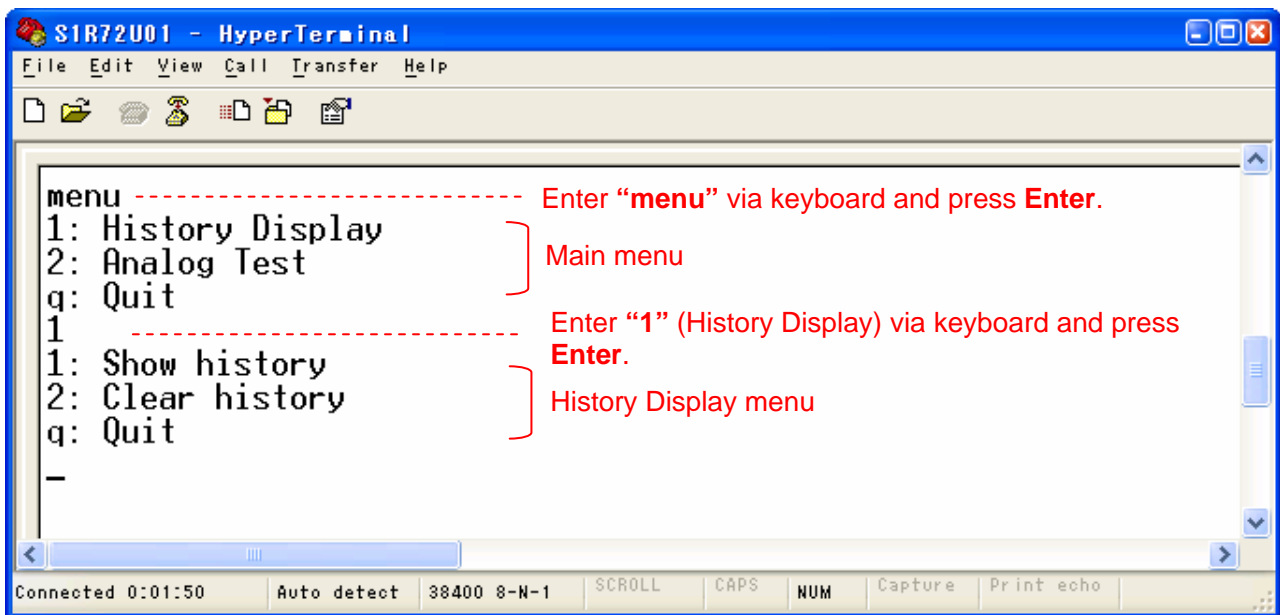 S1R72U01 - HyperTerminal
File Edit View Call Transfer Help
menu
Enter “menu” via keyboard and press Enter.
1: History Display
2: Analog Test
q: Quit
Main menu
1
Enter “1” (History Display) via keyboard and press
Enter.
1: Show history
2: Clear history
q: Quit
History Display menu
Connected 0:01:50 Auto detect 38400 8-N-1 SCROLL CAPS NUM Capture Print echo